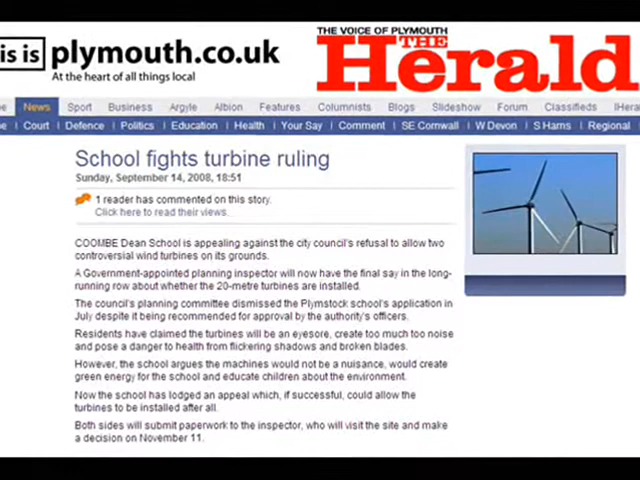 is is plymouth.co.uk
At the heart of all things local
THE VOICE OF PLYMOUTH
THE
Herald
News Sport Business Argyle Albion Features Columnists Blogs Slideshow Forum Classifieds
Court Defence Politics Education Health Your Say Comment SE Cornwall W Devon S Hams Regional
School fights turbine ruling
Sunday, September 14, 2008, 18:51
1 reader has commented on this story.
Click here to read their views.
COOMBE Dean School is appealing against the city council's refusal to allow two
controversial wind turbines on its grounds.
A Government-appointed planning inspector will now have the final say in the long-
running row about whether the 20-metre turbines are installed.
The council's planning committee dismissed the Plymstock school's application in
July despite it being recommended for approval by the authority's officers.
Residents have claimed the turbines will be an eyesore, create too much too noise
and pose a danger to health from flickering shadows and broken blades.
However, the school argues the machines would not be a nuisance, would create
green energy for the school and educate children about the environment.
Now the school has lodged an appeal which, if successful, could allow the
turbines to be installed after all.
Both sides will submit paperwork to the inspector, who will visit the site and make
a decision on November 11.